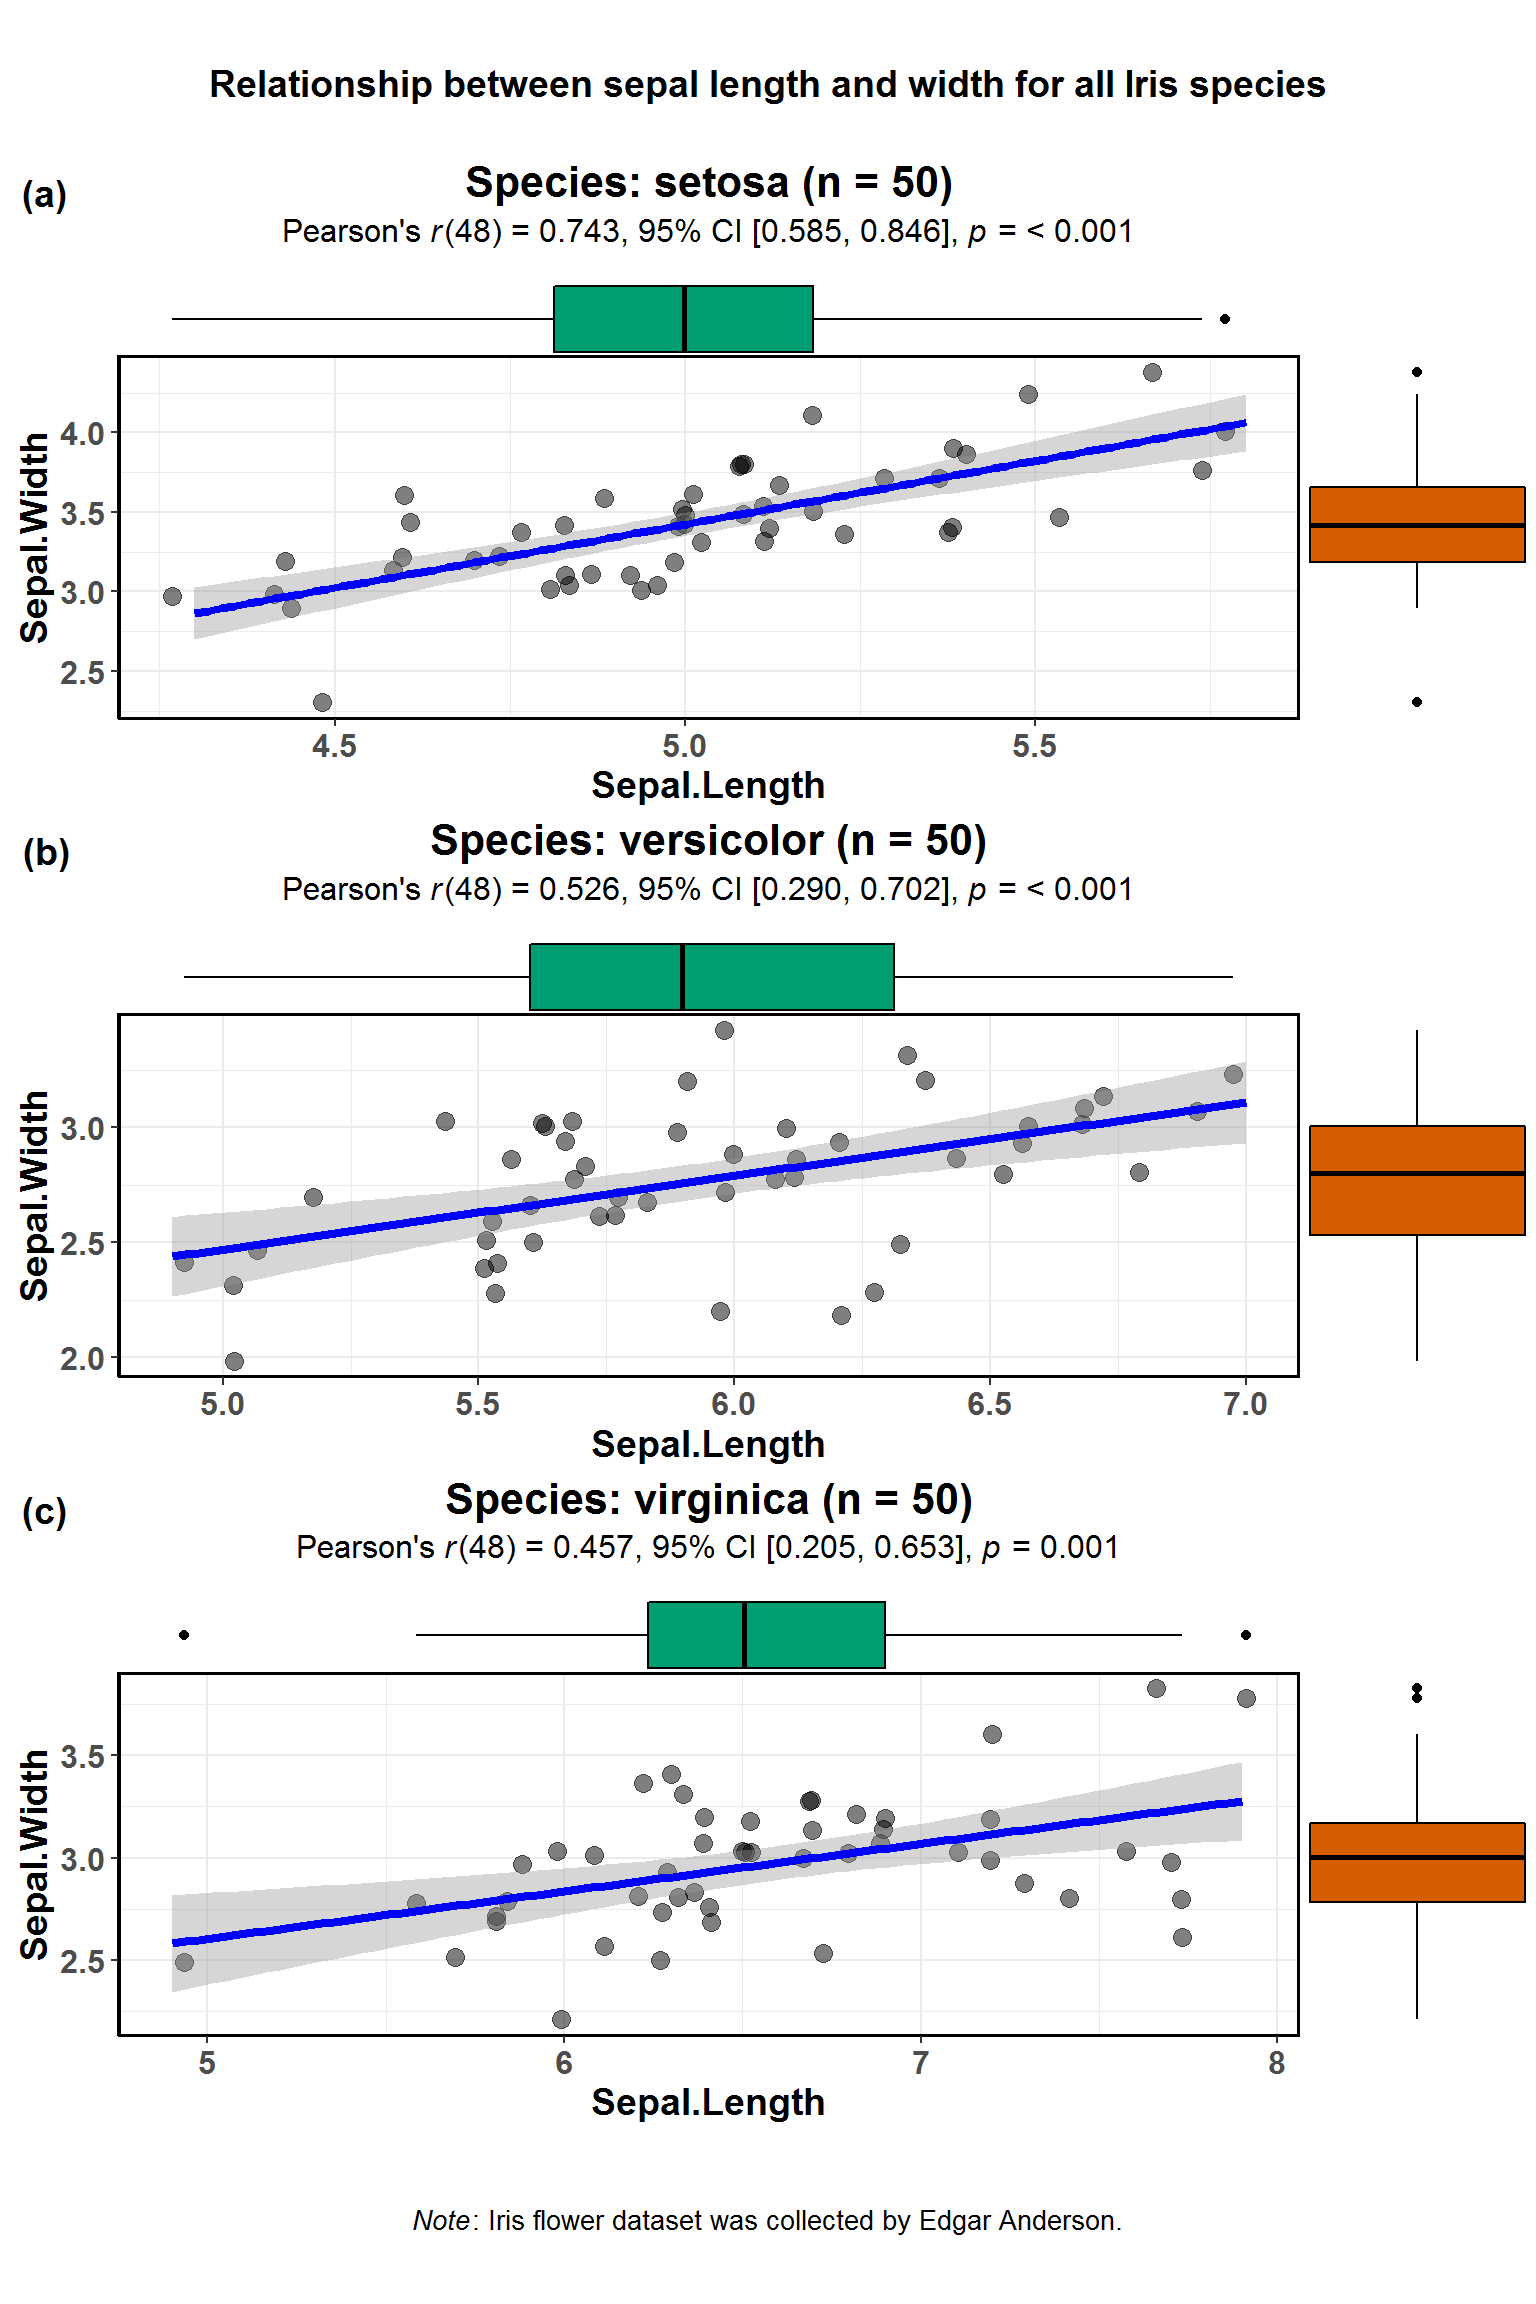 Relationship between sepal length and width for all Iris species
(a)
Species: setosa (n = 50)
Pearson's r(48) = 0.743, 95% CI [0.585, 0.846], p = < 0.001
Sepal.Width
4.0
3.5
3.0
2.5
4.5 5.0 5.5
Sepal.Length
(b)
Species: versicolor (n = 50)
Pearson's r(48) = 0.526, 95% CI [0.290, 0.702], p = < 0.001
Sepal.Width
3.0
2.5
2.0
5.0 5.5 6.0 6.5 7.0
Sepal.Length
(c)
Species: virginica (n = 50)
Pearson's r(48) = 0.457, 95% CI [0.205, 0.653], p = 0.001
Sepal.Width
3.5
3.0
2.5
5 6 7 8
Sepal.Length
Note: Iris flower dataset was collected by Edgar Anderson.